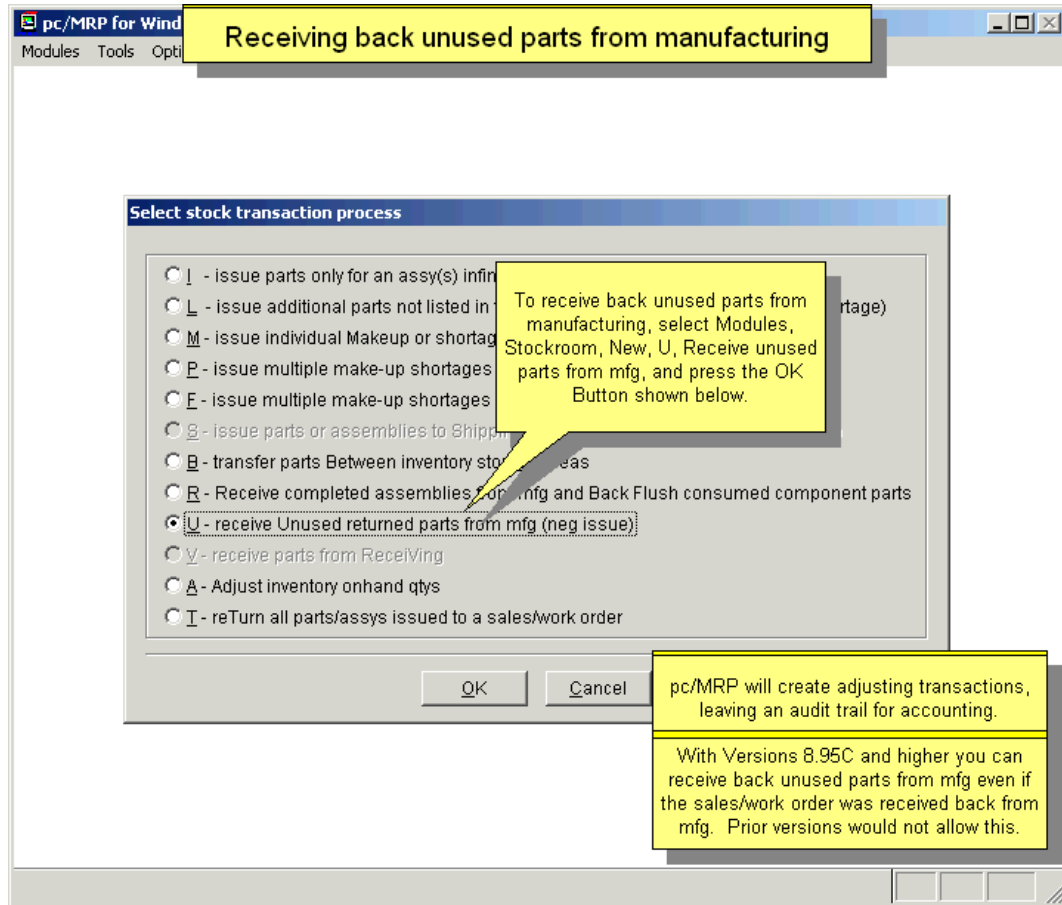 pc/MRP for Wind
Receiving back unused parts from manufacturing
Modules Tools Opti
Select stock transaction process
I - issue parts only for an assy(s) infin
L - issue additional parts not listed in rtage)
M - issue individual Makeup or shortag
P - issue multiple make-up shortages
F - issue multiple make-up shortages
S - issue parts or assemblies to Shippin
B - transfer parts Between inventory eas
R - Receive completed assemblies from mfg and Back Flush consumed component parts
U - receive Unused returned parts from mfg (neg issue)
V - receive parts from ReceiVing
A - Adjust inventory onhand qtys
T - reTurn all parts/assys issued to a sales/work order
To receive back unused parts from
manufacturing, select Modules,
Stockroom, New, U, Receive unused
parts from mfg, and press the OK
Button shown below.
OK Cancel
pc/MRP will create adjusting transactions,
leaving an audit trail for accounting.
With Versions 8.95C and higher you can
receive back unused parts from mfg even if
the sales/work order was received back from
mfg. Prior versions would not allow this.